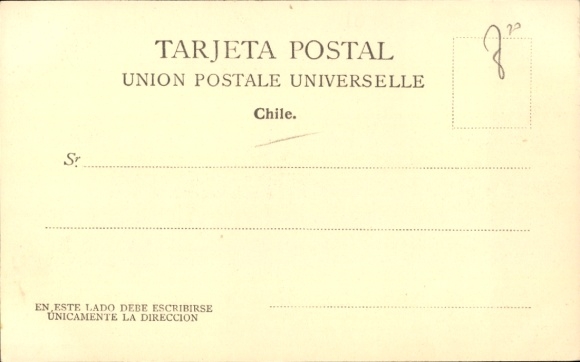 TARJETA POSTAL
UNION POSTALE UNIVERSELLE
Chile.
Sr.
EN ESTE LADO DEBE ESCRIBIRSE
ÚNICAMENTE LA DIRECCION